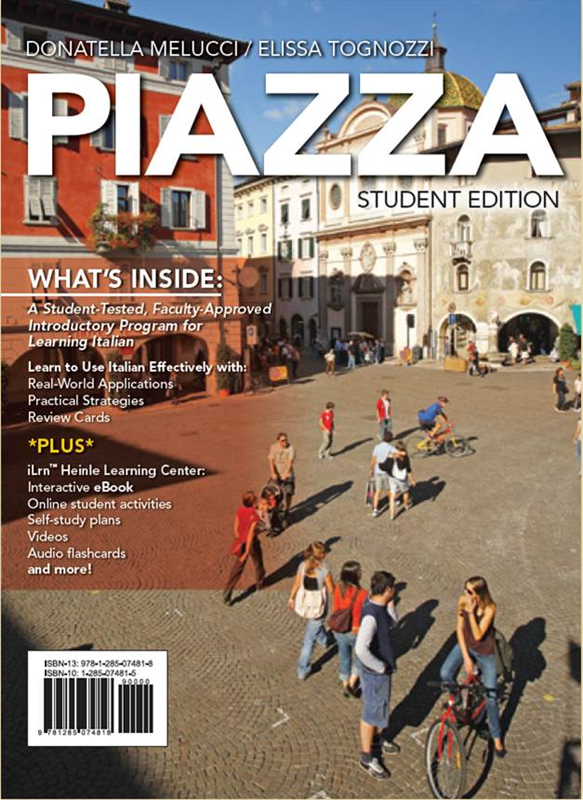 DONATELLA MELUCCI / ELISSA TOGNOZZI
PIAZZA
STUDENT EDITION
WHAT'S INSIDE:
A Student-Tested, Faculty-Approved
Introductory Program for
Learning Italian
Learn to Use Italian Effectively with:
Real-World Applications
Practical Strategies
Review Cards
*PLUS*
iLrn™ Heinle Learning Center:
Interactive eBook
Online student activities
Self-study plans
Videos
Audio flashcards
and more!
ISBN-13: 978-1-285-07481-8
ISBN-10: 1-285-07481-5
90000
9 781285 074818